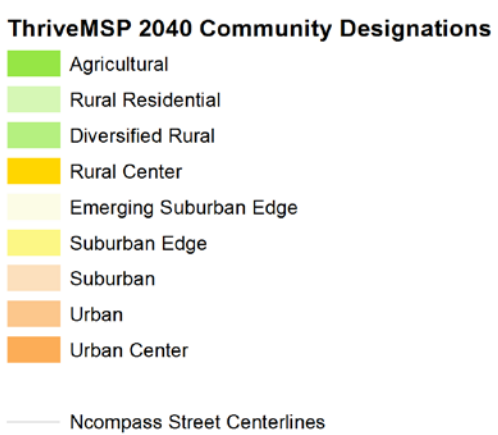 ThriveMSP 2040 Community Designations
Agricultural
Rural Residential
Diversified Rural
Rural Center
Emerging Suburban Edge
Suburban Edge
Suburban
Urban
Urban Center
Ncompass Street Centerlines